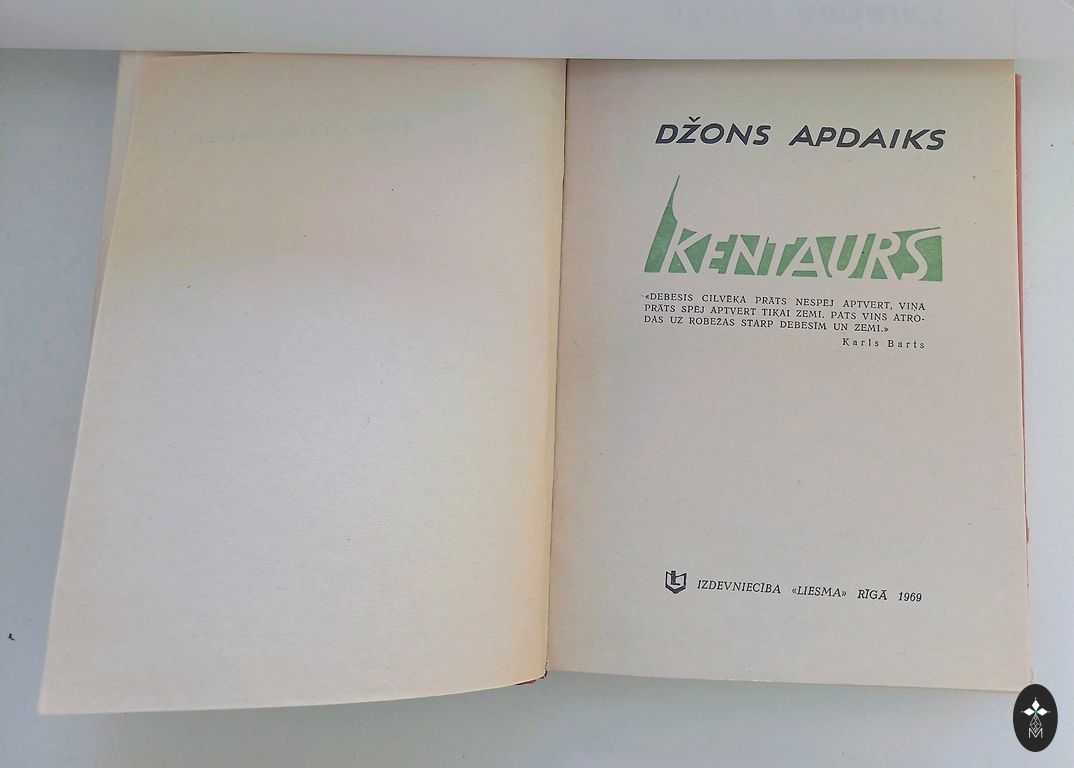 DŽONS APDAIKS
KENTAURS
«DEBESIS CILVĒKA PRĀTS NESPĒJ APTVERT, VIŅA
PRĀTS SPĒJ APTVERT TIKAI ZEMI. PATS VIŅŠ ATRO-
DAS UZ ROBEŽAS STARP DEBESĪM UN ZEMI.»
Karls Barts
IZDEVNIECĪBA «LIESMA» RĪGĀ 1969